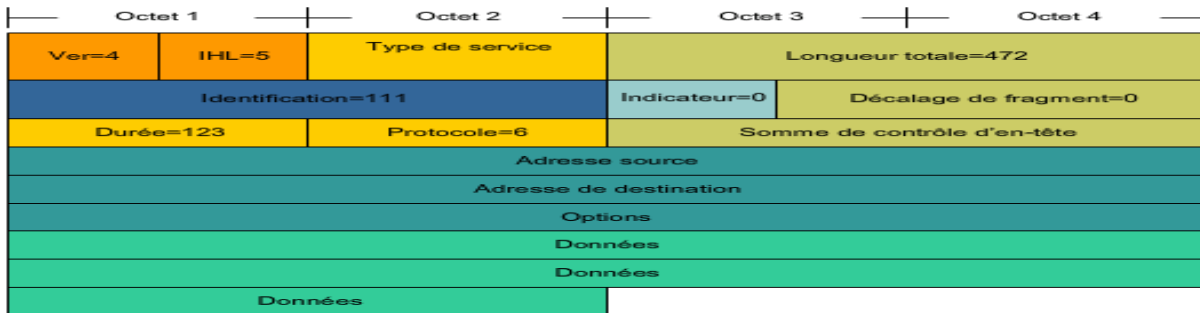 Octet 1 Octet 2 Octet 3 Octet 4
Ver=4 IHL=5 Type de service Longueur totale=472
Identification=111 Indicateur=0 Décalage de fragment=0
Durée=123 Protocole=6 Somme de contrôle d'en-tête
Adresse source
Adresse de destination
Options
Données
Données
Données